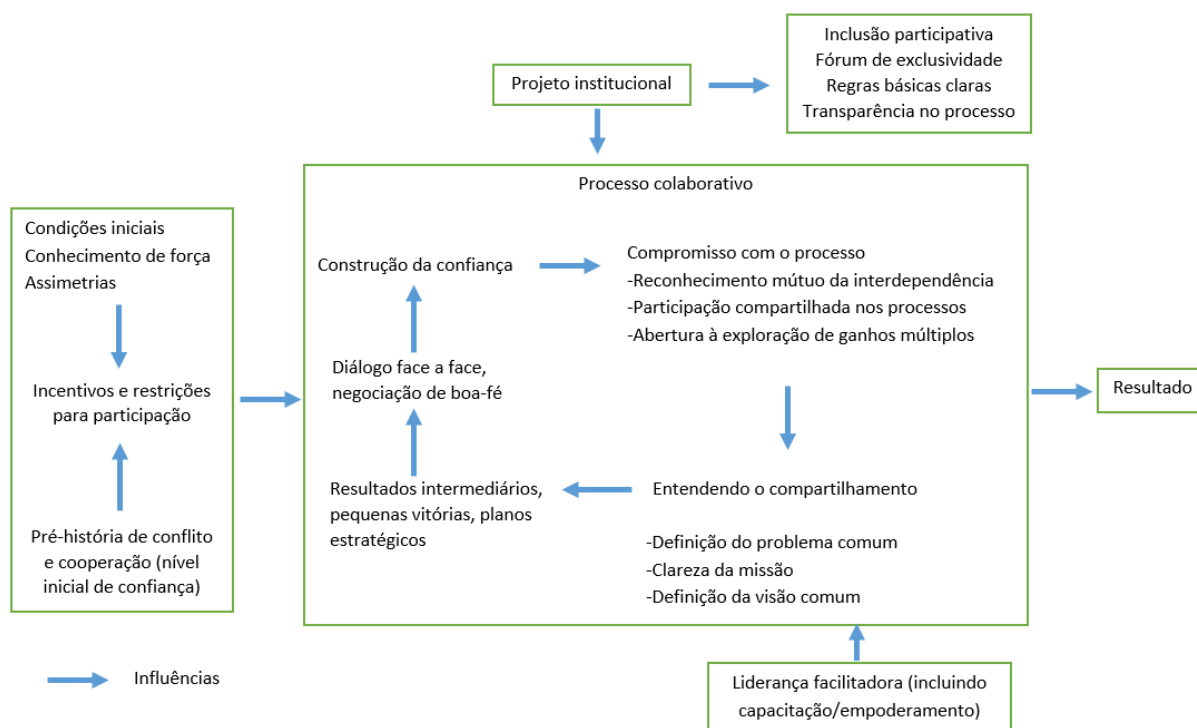 Projeto institucional
Inclusão participativa
Fórum de exclusividade
Regras básicas claras
Transparência no processo
Condições iniciais
Conhecimento de força
Assimetrias
Incentivos e restrições
para participação
Pré-história de conflito
e cooperação (nível
inicial de confiança)
Processo colaborativo
Construção da confiança
Compromisso com o processo
-Reconhecimento mútuo da interdependência
-Participação compartilhada nos processos
-Abertura à exploração de ganhos múltiplos
Diálogo face a face,
negociação de boa-fé
Resultados intermediários,
pequenas vitórias, planos
estratégicos
Entendendo o compartilhamento
-Definição do problema comum
-Clareza da missão
-Definição da visão comum
Resultado
Influências
Liderança facilitadora (incluindo
capacitação/empoderamento)